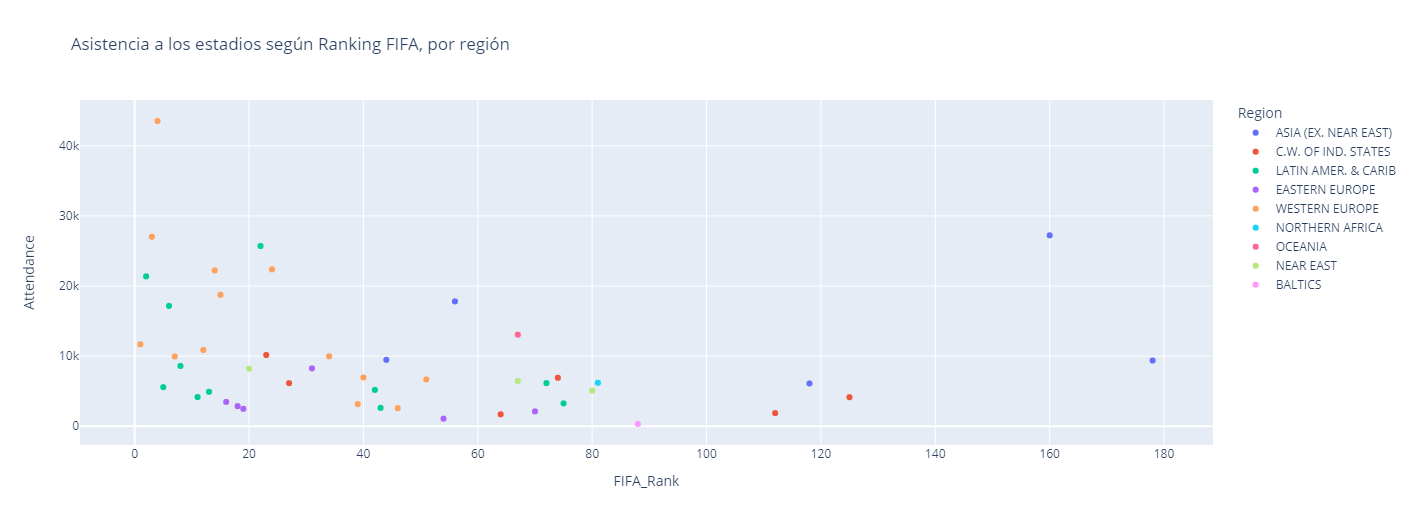 Asistencia a los estadios según Ranking FIFA, por región
Region
ASIA (EX. NEAR EAST)
C.W. OF IND. STATES
LATIN AMER. & CARIB
EASTERN EUROPE
WESTERN EUROPE
NORTHERN AFRICA
OCEANIA
NEAR EAST
BALTICS
Attendance
40k
30k
20k
10k
0
0 20 40 60 80 100 120 140 160 180
FIFA_Rank